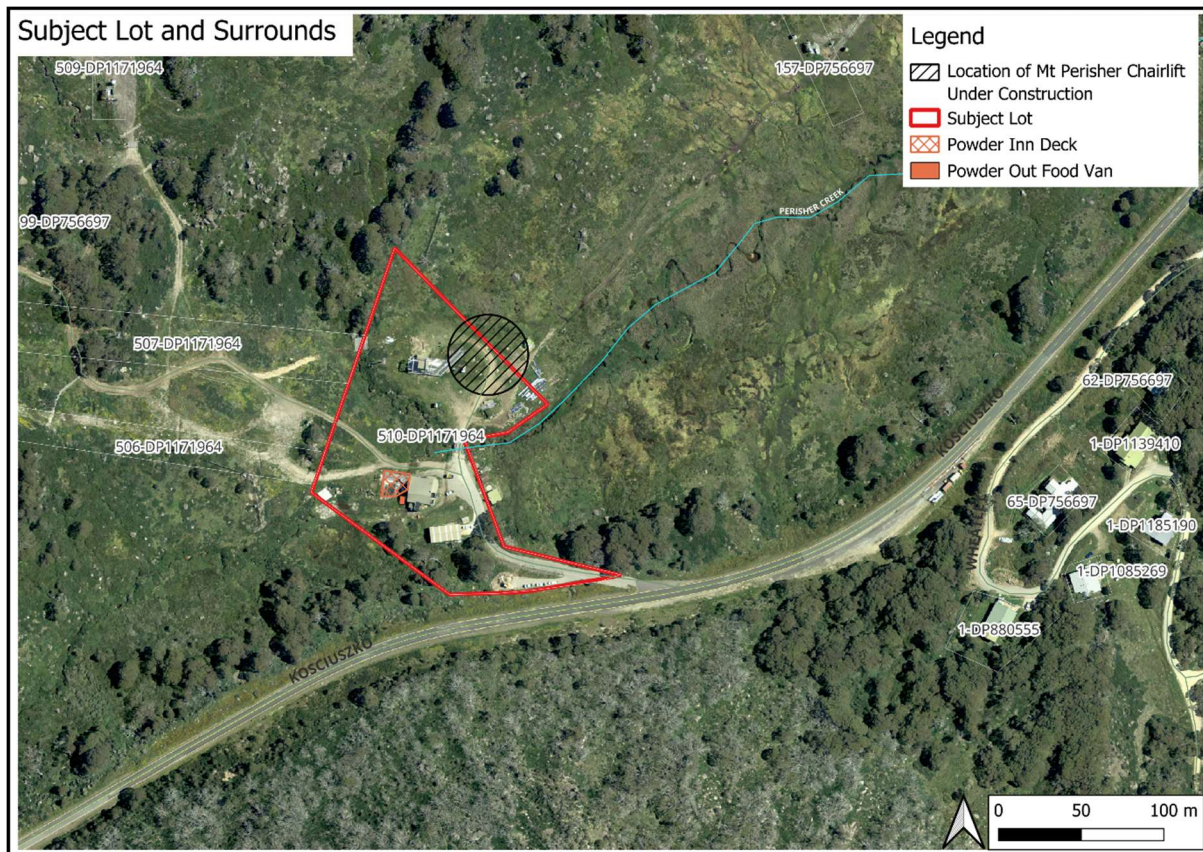 Subject Lot and Surrounds
509-DP1171964
157-DP756697
Legend
Location of Mt Perisher Chairlift
Under Construction
Subject Lot
Powder Inn Deck
Powder Out Food Van
99-DP756697
PERISHER CREEK
507-DP1171964
62-DP756697
KOSCIUSZKO
506-DP1171964
510-DP1171964
1-DP1139410
65-DP756697
1-DP1185190
1-DP1085269
1-DP880555
KOSCIUSZKO
0 50 100 m